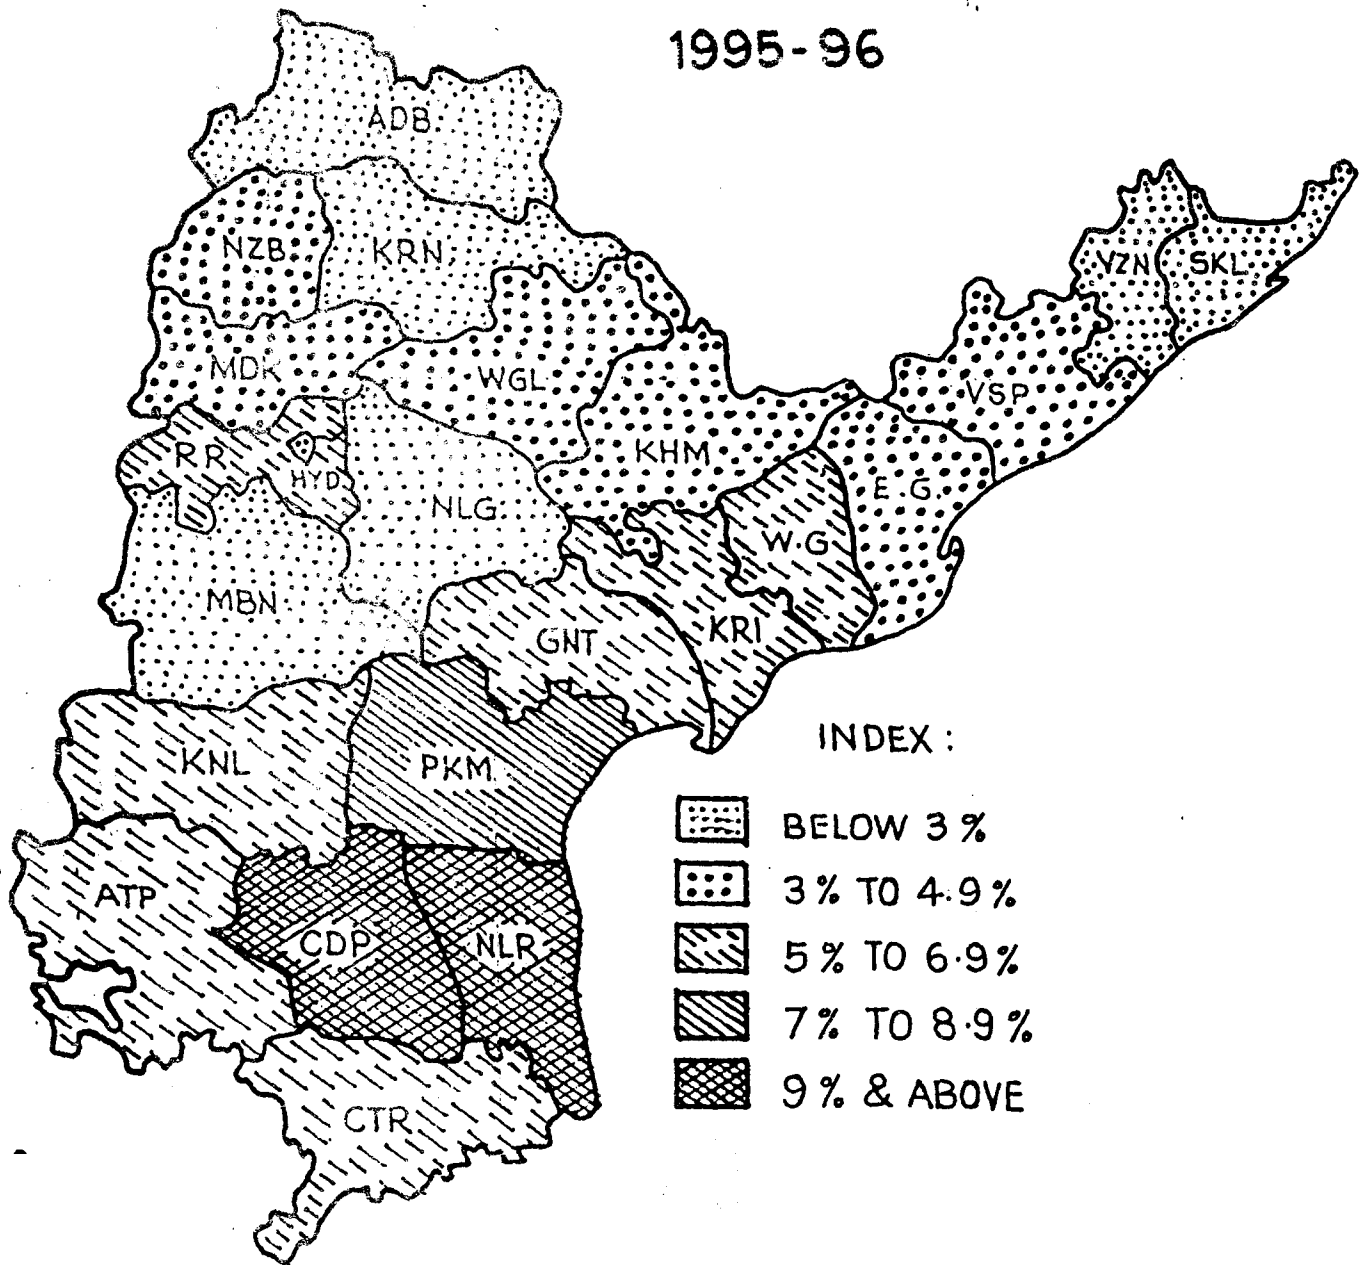 1995-96
ADB
NZB
KRN
VZN
SKL
MDK
WGL
VSP
KHM
RR
HYD
NLG
E.G.
W.G
MBN
GNT
KRI
KNL
PKM
ATP
CDP
NLR
CTR
INDEX :
BELOW 3 %
3 % TO 4.9 %
5 % TO 6.9 %
7 % TO 8.9 %
9 % & ABOVE